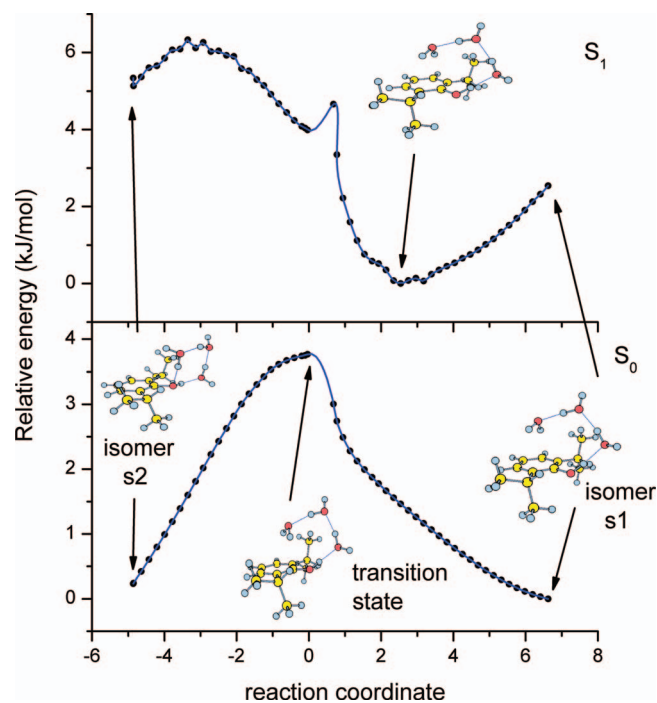 S1
6
4
2
0
Relative energy (kJ/mol)
S0
4
3
2
1
0
isomer
s2
transition
state
isomer
s1
-6 -4 -2 0 2 4 6 8
reaction coordinate